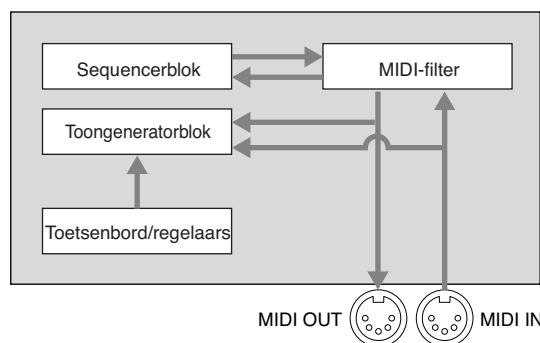 Sequencerblok
MIDI-filter
Toongeneratorblok
Toetsenbord/regelaars
MIDI OUT
MIDI IN